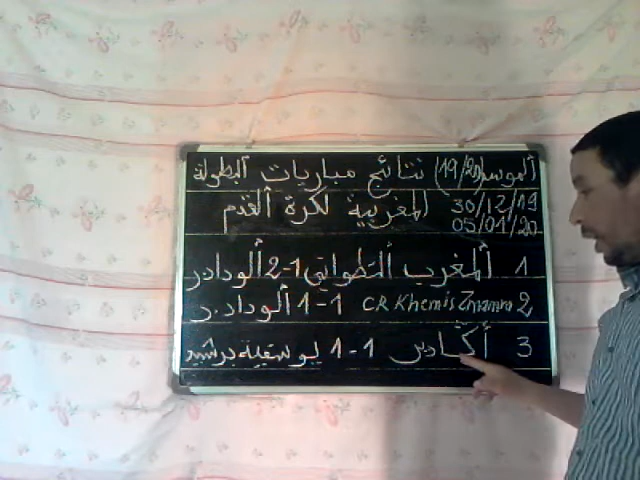 الموسم (19/20) نتائج مباريات البطولة
30/12/19 المغربية لكرة القدم
05/01/20
1 المغرب التطواني 1-2 الوداد.ر
2 CR Khemis Zmamra 1-1 الوداد.ر
3 أكادير 1-1 يوسفية برشيد